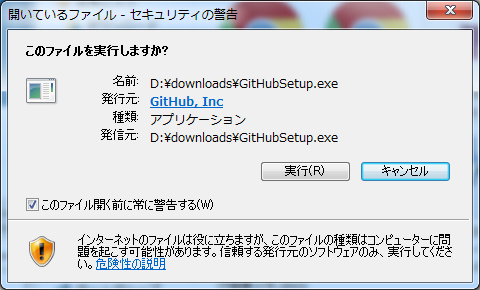 開いているファイル - セキュリティの警告
このファイルを実行しますか?
名前: D:¥downloads¥GitHubSetup.exe
発行元: GitHub, Inc
種類: アプリケーション
発信元: D:¥downloads¥GitHubSetup.exe
実行(R) キャンセル
このファイル開く前に常に警告する(W)
インターネットのファイルは役に立ちますが、このファイルの種類はコンピューターに問
題を起こす可能性があります。信頼する発行元のソフトウェアのみ、実行してくだ
さい。危険性の説明